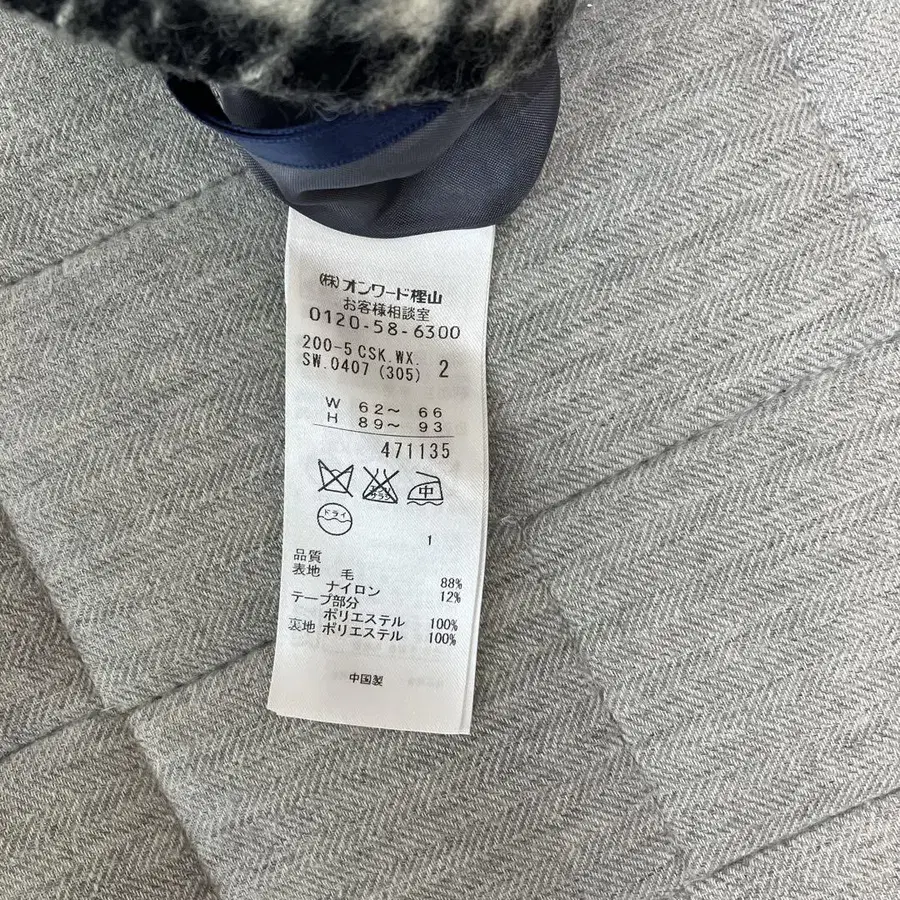 (株)オンワード樫山
お客様相談室
0120-58-6300
200-5 CSK.WX. 2
SW.0407 (305)
W 62～ 66
H 89～ 93
471135
中
ドライ
1
品質
表地 毛 88%
ナイロン 12%
テープ部分
ポリエステル 100%
裏地 ポリエステル 100%
中国製